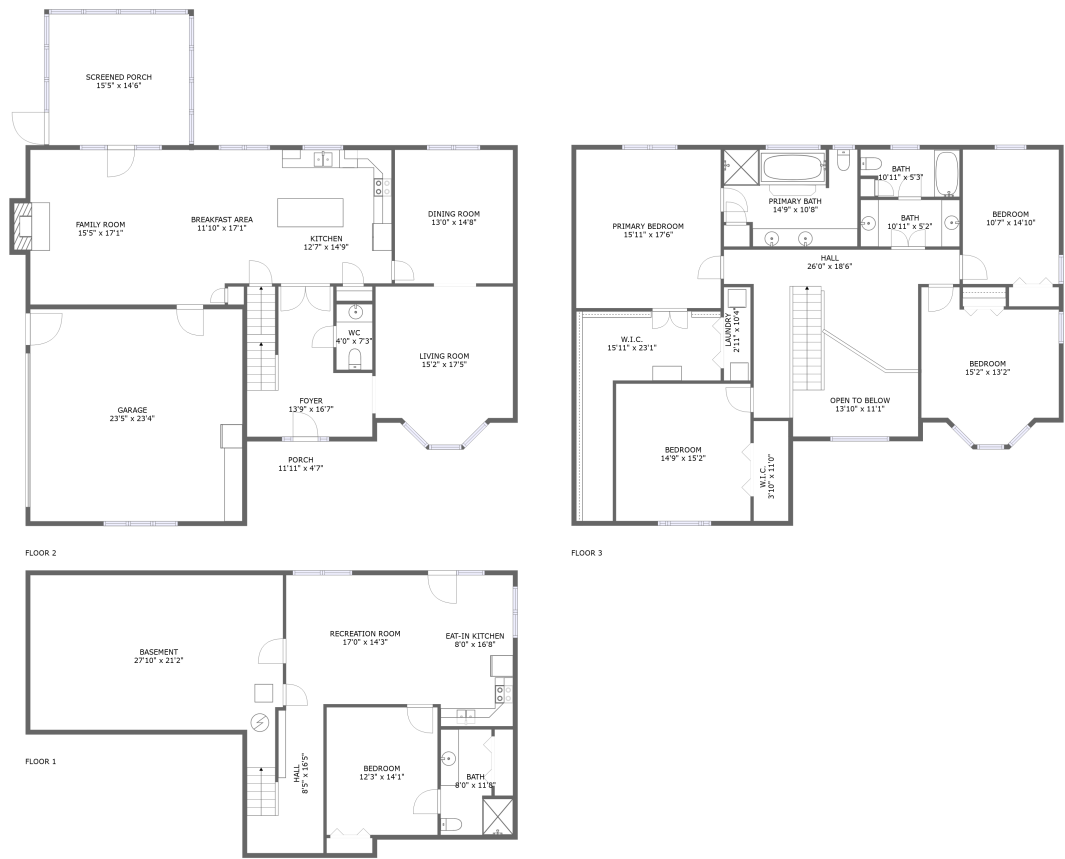 SCREENED PORCH
15'5" x 14'6"
FAMILY ROOM
15'5" x 17'1"
BREAKFAST AREA
11'10" x 17'1"
KITCHEN
12'7" x 14'9"
DINING ROOM
13'0" x 14'8"
WC
4'0" x 7'3"
LIVING ROOM
15'2" x 17'5"
FOYER
13'9" x 16'7"
GARAGE
23'5" x 23'4"
PORCH
11'11" x 4'7"
FLOOR 2
PRIMARY BEDROOM
15'11" x 17'6"
PRIMARY BATH
14'9" x 10'8"
BATH
10'11" x 5'3"
BATH
10'11" x 5'2"
BEDROOM
10'7" x 14'10"
HALL
26'0" x 18'6"
W.I.C.
15'11" x 23'1"
LAUNDRY
2'11" x 10'4"
BEDROOM
15'2" x 13'2"
OPEN TO BELOW
13'10" x 11'1"
BEDROOM
14'9" x 15'2"
W.I.C.
3'10" x 11'0"
FLOOR 3
BASEMENT
27'10" x 21'2"
RECREATION ROOM
17'0" x 14'3"
EAT-IN KITCHEN
8'0" x 16'8"
HALL
8'5" x 16'5"
BEDROOM
12'3" x 14'1"
BATH
8'0" x 11'8"
FLOOR 1